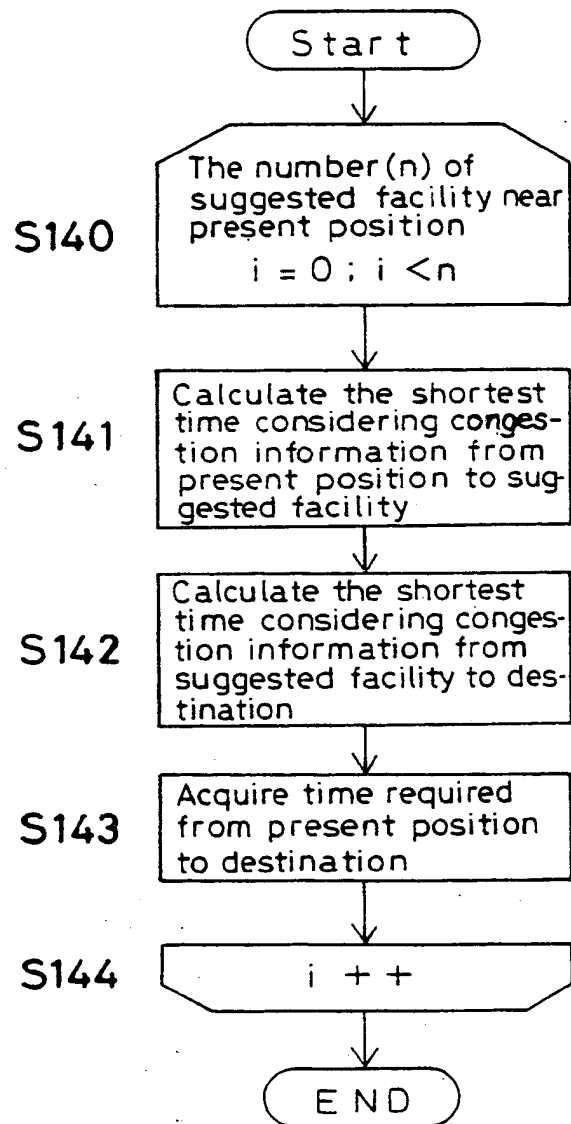 Start
The number (n) of
suggested facility near
present position
i = 0 ; i < n
S140
Calculate the shortest
time considering conges-
tion information from
present position to sug-
gested facility
S141
Calculate the shortest
time considering conges-
tion information from
suggested facility to des-
tination
S142
Acquire time required
from present position
to destination
S143
i + +
S144
END